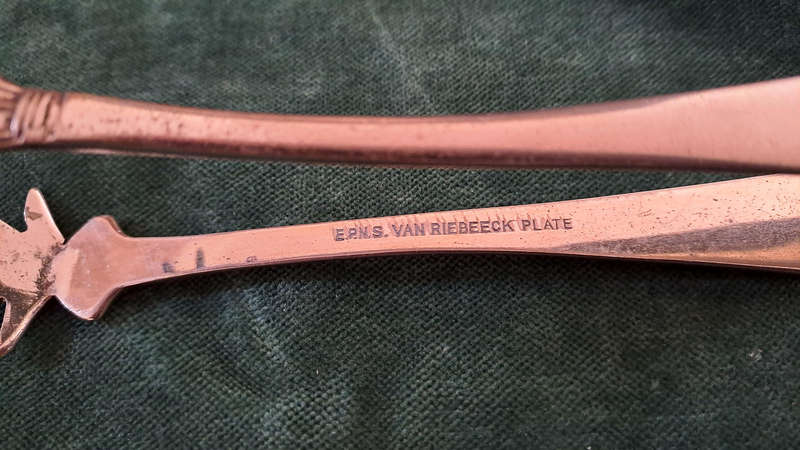 E.P.N.S. VAN RIEBEECK PLATE